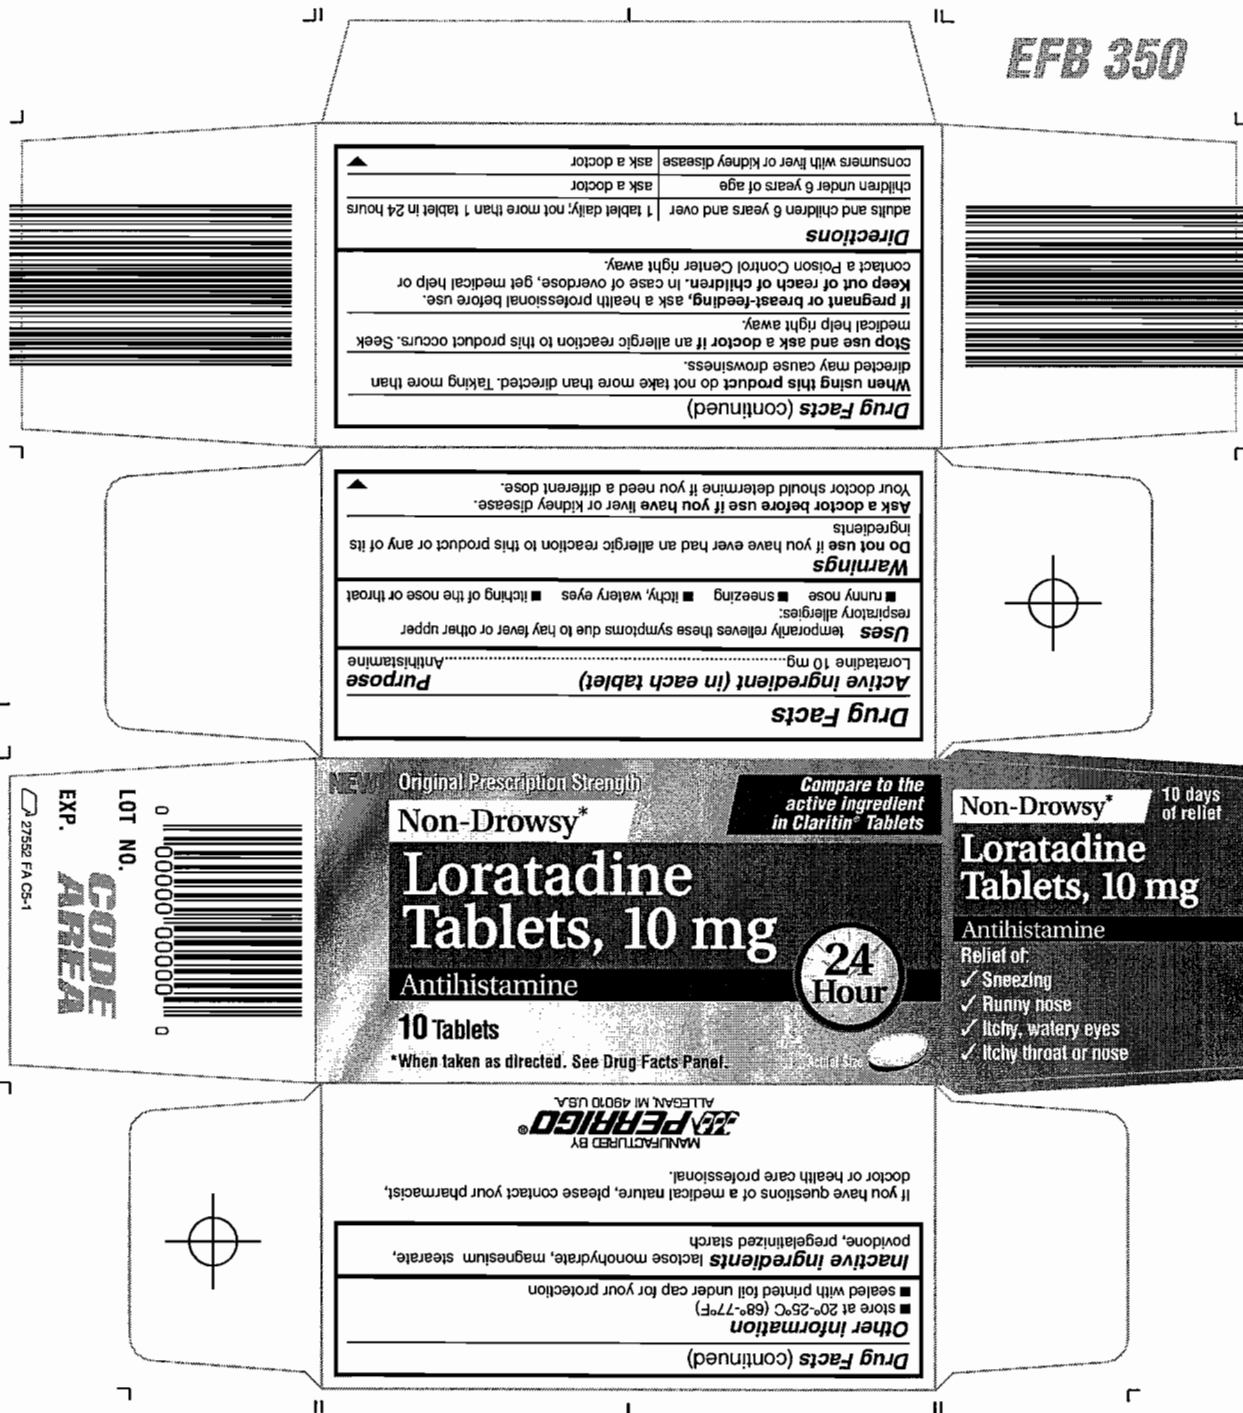 EFB 350
Drug Facts
Active ingredient (in each tablet) Purpose
Loratadine 10 mg....................Antihistamine
Uses temporarily relieves these symptoms due to hay fever or other upper
respiratory allergies:
■ runny nose ■ sneezing ■ itchy, watery eyes ■ itching of the nose or throat
Warnings
Do not use if you have ever had an allergic reaction to this product or any of its
ingredients
Ask a doctor before use if you have liver or kidney disease.
Your doctor should determine if you need a different dose.
Drug Facts (continued)
When using this product do not take more than directed. Taking more than
directed may cause drowsiness.
Stop use and ask a doctor if an allergic reaction to this product occurs. Seek
medical help right away.
If pregnant or breast-feeding, ask a health professional before use.
Keep out of reach of children. In case of overdose, get medical help or
contact a Poison Control Center right away.
Directions
adults and children 6 years and over 1 tablet daily; not more than 1 tablet in 24 hours
children under 6 years of age ask a doctor
consumers with liver or kidney disease ask a doctor
NEW
Original Prescription Strength
Compare to the
active ingredient
in Claritin® Tablets
Non-Drowsy*
Loratadine
Tablets, 10 mg
Antihistamine
24
Hour
10 Tablets
*When taken as directed. See Drug Facts Panel.
Actual Size
Non-Drowsy*
10 days
of relief
Loratadine
Tablets, 10 mg
Antihistamine
Relief of:
✓ Sneezing
✓ Runny nose
✓ Itchy, watery eyes
✓ Itchy throat or nose
0 00000 00000 0
LOT NO.
CODE
AREA
EXP.
27552 FA C5-1
Drug Facts (continued)
Other information
■ store at 20°-25°C (68°-77°F)
■ sealed with printed foil under cap for your protection
Inactive ingredients lactose monohydrate, magnesium stearate,
povidone, pregelatinized starch
If you have questions of a medical nature, please contact your pharmacist,
doctor or health care professional.
MANUFACTURED BY
PERRIGO®
ALLEGAN, MI 49010 U.S.A.